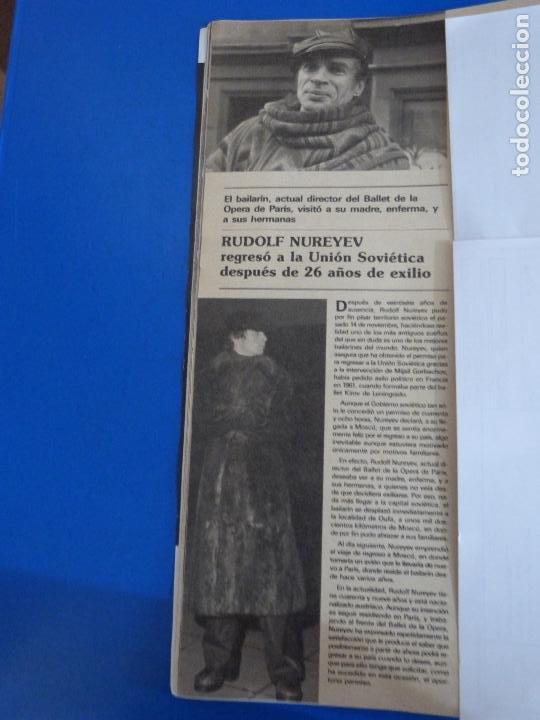 El bailarín, actual director del Ballet de la
Opera de París, visitó a su madre, enferma, y
a sus hermanas
RUDOLF NUREYEV
regresó a la Unión Soviética
después de 26 años de exilio
Después de veintiséis años de
ausencia, Rudolf Nureyev pudo
por fin pisar territorio soviético el pa-
sado 14 de noviembre, haciéndose rea-
lidad uno de los más antiguos sueños
del que sin duda es uno de los mejores
bailarines del mundo. Nureyev, quien
asegura que ha obtenido el permiso pa-
ra regresar a la Unión Soviética gracias
a la intervención de Mijail Gorbachov,
había pedido asilo político en Francia
en 1961, cuando formaba parte del ba-
llet Kirov de Leningrado.
Aunque el Gobierno soviético tan só-
lo le concedió un permiso de cuarenta
y ocho horas, Nureyev declaró, a su lle-
gada a Moscú, que se sentía enorme-
mente feliz por el regreso a su país, algo
inevitable aunque estuviera motivado
únicamente por motivos familiares.
En efecto, Rudolf Nureyev, actual di-
rector del Ballet de la Opera de París,
deseaba ver a su madre, enferma, y a
sus hermanas, a quienes no veía des-
de que decidiera exiliarse. Por eso, na-
da más llegar a la capital soviética, el
bailarín se desplazó inmediatamente a
la localidad de Oufa, a unos mil dos-
cientos kilómetros de Moscú, en don-
de por fin pudo abrazar a sus familiares.
Al día siguiente, Nureyev emprendió
el viaje de regreso a Moscú, en donde
tomaría un avión que le llevaría de nue-
vo a París, donde reside el bailarín des-
de hace varios años.
En la actualidad, Rudolf Nureyev tie-
ne cuarenta y nueve años y está nacio-
nalizado austríaco. Aunque su intención
es seguir residiendo en París, y traba-
jando al frente del Ballet de la Opera,
Nureyev ha expresado repetidamente la
satisfacción que le produce el saber que
posiblemente a partir de ahora podrá re-
gresar a su país cuando lo desee, aun-
que para ello tenga que solicitar, como
ha sucedido en esta ocasión, el opor-
tuno permiso.
todocoleccion